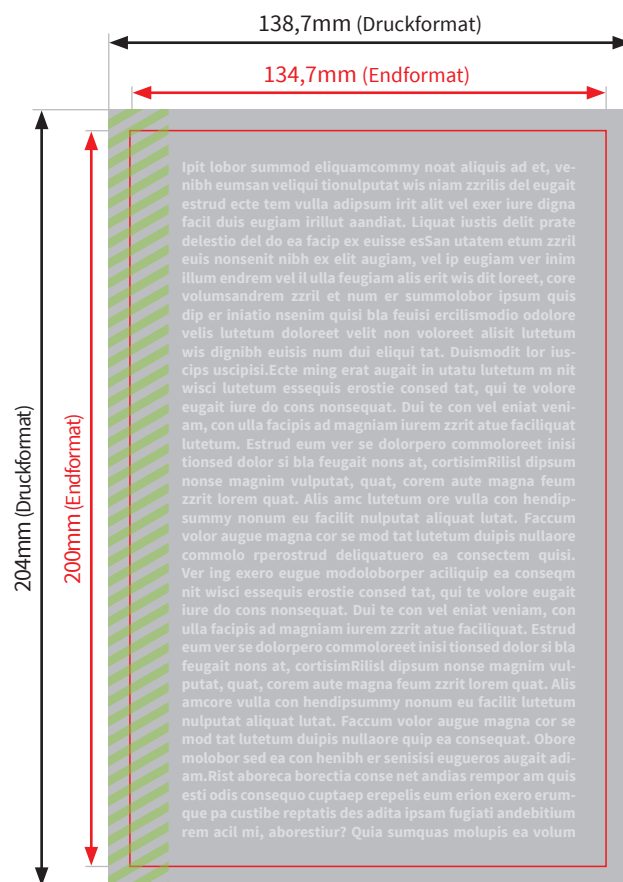 138,7mm (Druckformat)
134,7mm (Endformat)
204mm (Druckformat)
200mm (Endformat)
Ipit lobor summod eliquamcommy noat aliquis ad et, ve-
nibh eumsan veliqui tionulputat wis niam zzrilis del eugait
estrud ecte tem vulla adipsum irit alit vel exer iure digna
facil duis eugiam irillut aandiat. Liquat iustis delit prate
delestio del do ea facip ex euisse esSan utatem etum zzril
euis nonsenit nibh ex elit augiam, vel ip eugiam ver inim
illum endrem vel il ulla feugiam alis erit wis dit loreet, core
volumsandrem zzril et num er summolobor ipsum quis
dip er iniatio nsenim quisi bla feuisi ercilismodio odolore
velis lutetum doloreet velit non voloreet alisit lutetum
wis dignibh euisis num dui eliqui tat. Duismodit lor ius-
cips uscipisi.Ecte ming erat augait in utatu lutetum m nit
wisci lutetum essequis erostie consed tat, qui te volore
eugait iure do cons nonsequat. Dui te con vel eniat veni-
am, con ulla facipis ad magniam iurem zzrit atue faciliquat
lutetum. Estrud eum ver se dolorpero commoloreet inisi
tionsed dolor si bla feugait nons at, cortisimRilisl dipsum
nonse magnim vulputat, quat, corem aute magna feum
zzrit lorem quat. Alis amc lutetum ore vulla con hendip-
summy nonum eu facilit nulputat aliquat lutat. Faccum
volor augue magna cor se mod tat lutetum duipis nullaore
commolo rperostrud deliquatuero ea consectem quisi.
Ver ing exero eugue modoloborper acilquip ea conseqm
nit wisci essequis erostie consed tat, qui te volore eugait
iure do cons nonsequat. Dui te con vel eniat veniam, con
ulla facipis ad magniam iurem zzrit atue faciliquat. Estrud
eum ver se dolorpero commoloreet inisi tionsed dolor si bla
feugait nons at, cortisimRilisl dipsum nonse magnim vul-
putat, quat, corem aute magna feum zzrit lorem quat. Alis
amcore vulla con hendipsummy nonum eu facilit lutetum
nulputat aliquat lutat. Faccum volor augue magna cor se
mod tat lutetum duipis nullaore quip ea consequat. Obore
molobor sed ea con henibh er senisisi eugueros augait adi-
am.Rist aboreca borectia conse net andias rempor am quis
esti odis consequo cuptaep erepelis eum erion exero erum-
que pa custibe reptatis des adita ipsam fugiati andebitium
rem acil mi, aborestiur? Quia sumquas molupis ea volum